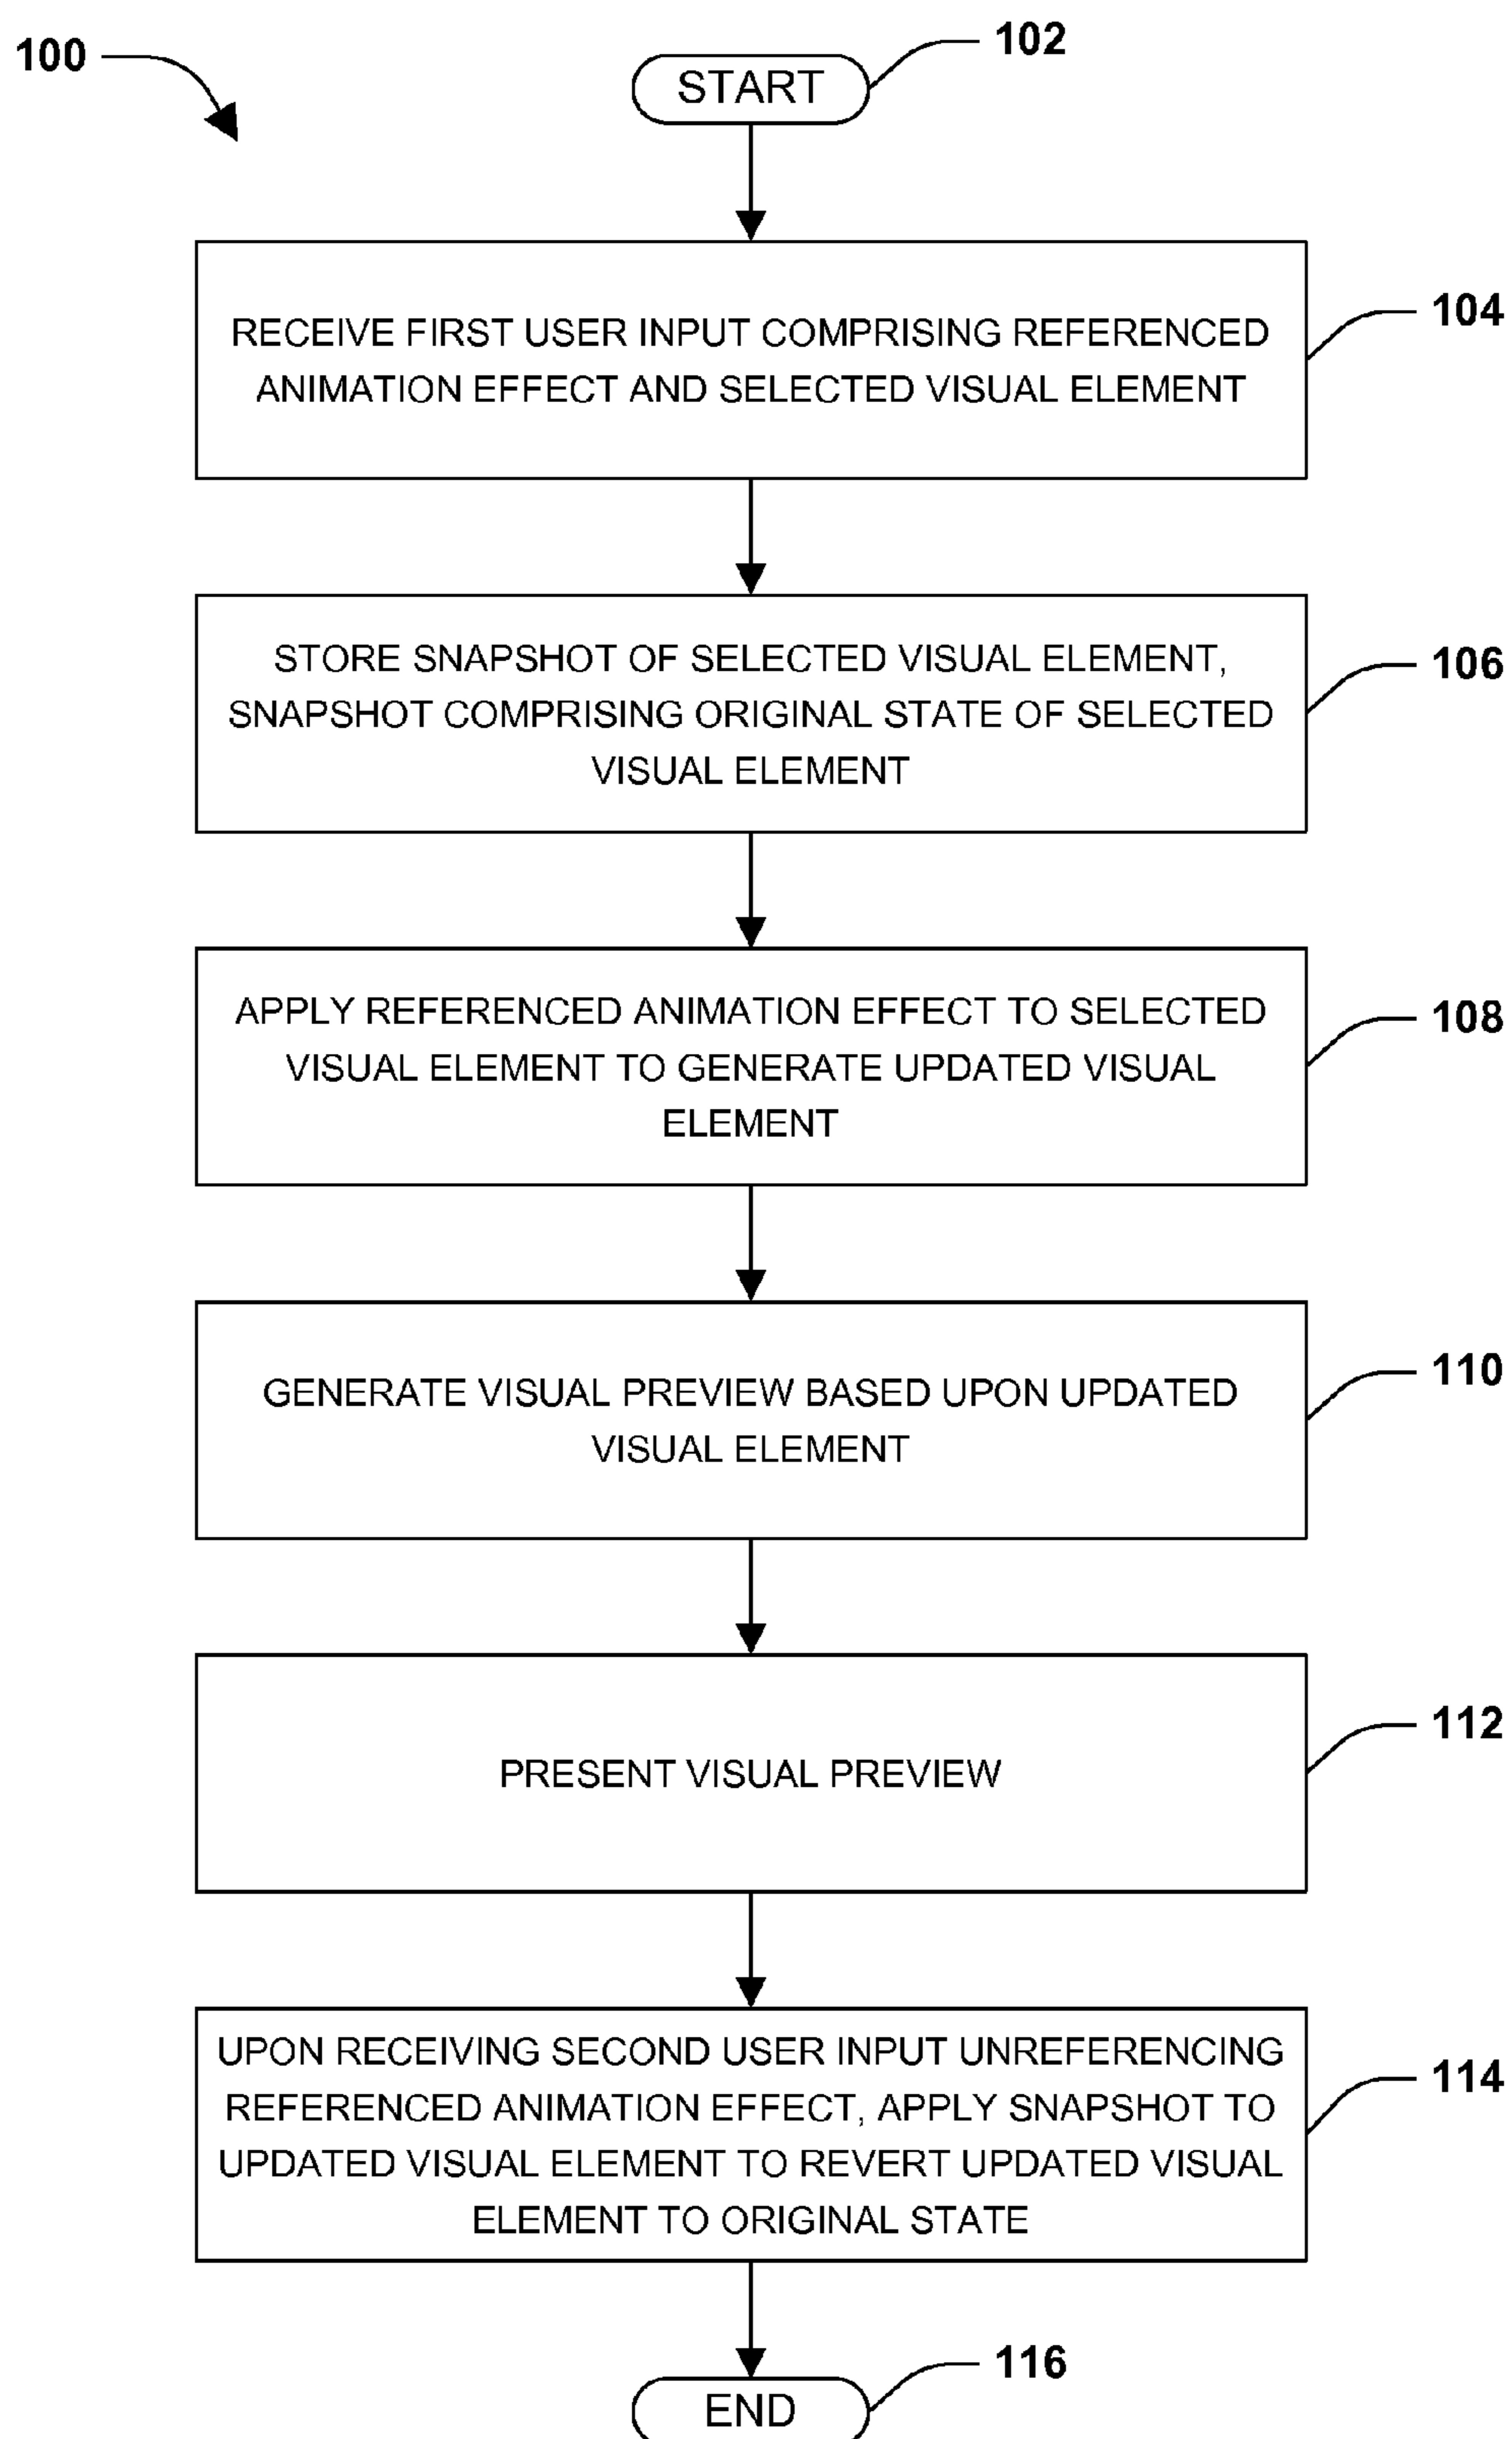 100
START
102
RECEIVE FIRST USER INPUT COMPRISING REFERENCED
ANIMATION EFFECT AND SELECTED VISUAL ELEMENT
104
STORE SNAPSHOT OF SELECTED VISUAL ELEMENT,
SNAPSHOT COMPRISING ORIGINAL STATE OF SELECTED
VISUAL ELEMENT
106
APPLY REFERENCED ANIMATION EFFECT TO SELECTED
VISUAL ELEMENT TO GENERATE UPDATED VISUAL
ELEMENT
108
GENERATE VISUAL PREVIEW BASED UPON UPDATED
VISUAL ELEMENT
110
PRESENT VISUAL PREVIEW
112
UPON RECEIVING SECOND USER INPUT UNREFERENCING
REFERENCED ANIMATION EFFECT, APPLY SNAPSHOT TO
UPDATED VISUAL ELEMENT TO REVERT UPDATED VISUAL
ELEMENT TO ORIGINAL STATE
114
END
116